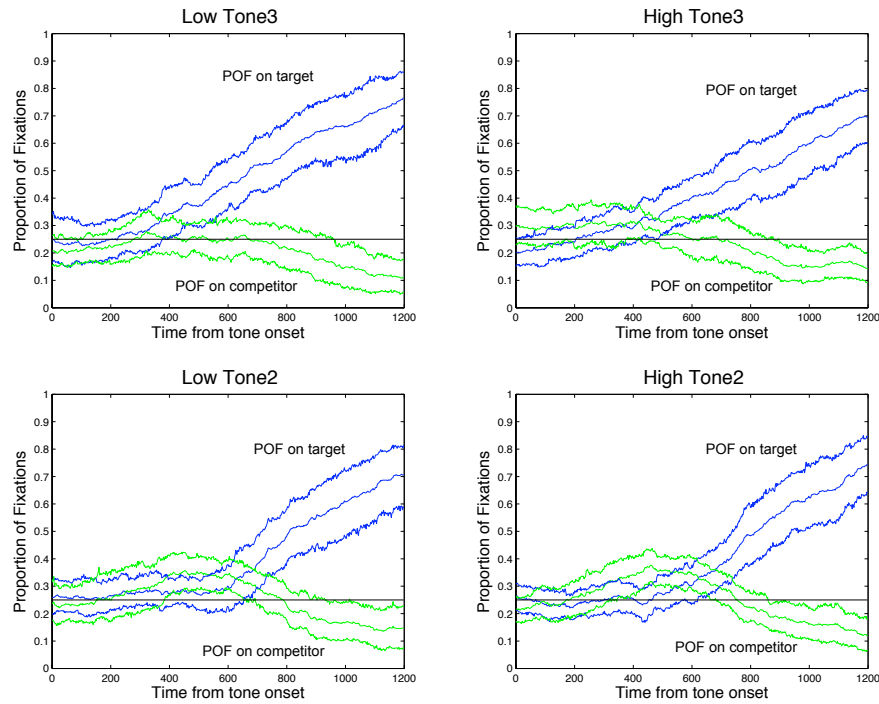 Low Tone3
1
0.9
0.8
0.7
0.6
0.5
0.4
0.3
0.2
0.1
0
Proportion of Fixations
POF on target
POF on competitor
0 200 400 600 800 1000 1200
Time from tone onset
High Tone3
1
0.9
0.8
0.7
0.6
0.5
0.4
0.3
0.2
0.1
0
Proportion of Fixations
POF on target
POF on competitor
0 200 400 600 800 1000 1200
Time from tone onset
Low Tone2
1
0.9
0.8
0.7
0.6
0.5
0.4
0.3
0.2
0.1
0
Proportion of Fixations
POF on target
POF on competitor
0 200 400 600 800 1000 1200
Time from tone onset
High Tone2
1
0.9
0.8
0.7
0.6
0.5
0.4
0.3
0.2
0.1
0
Proportion of Fixations
POF on target
POF on competitor
0 200 400 600 800 1000 1200
Time from tone onset